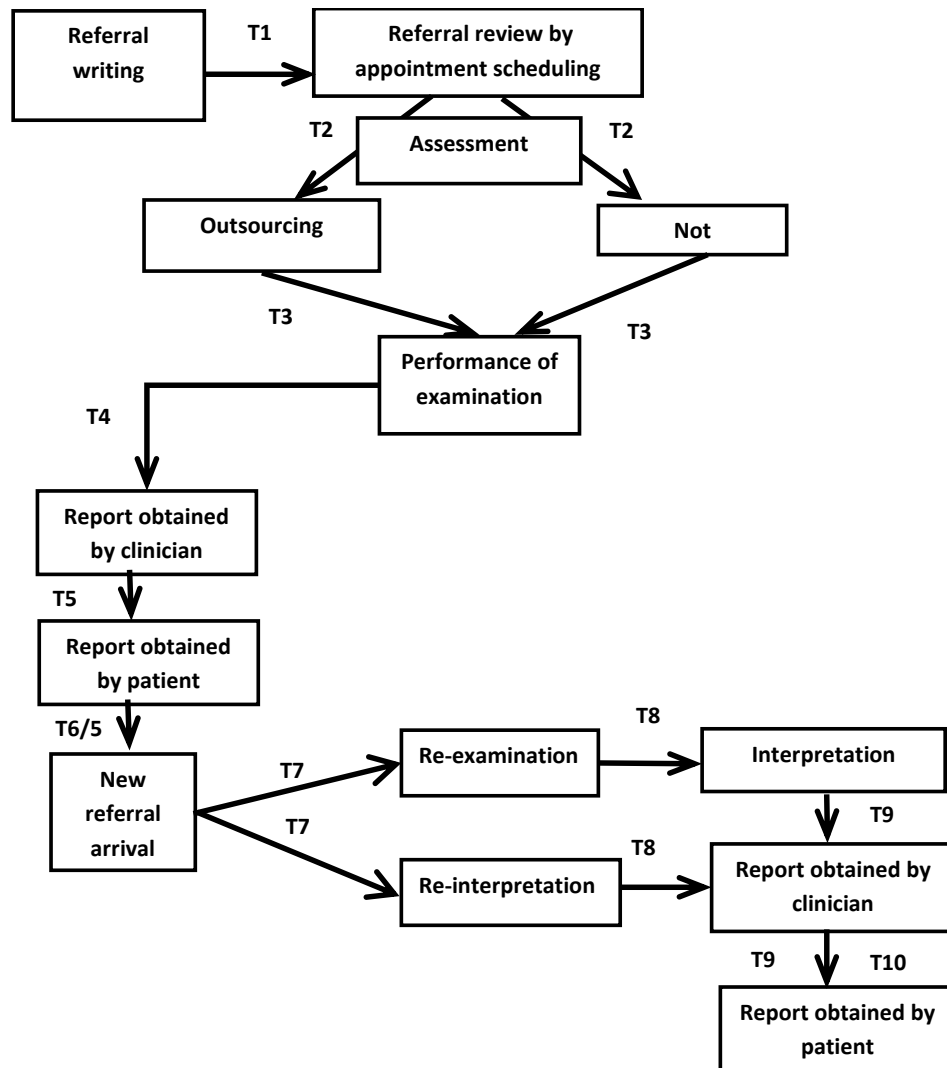 Referral
writing
T1
Referral review by
appointment scheduling
T2
Assessment
T2
Outsourcing
Not
T3
T3
Performance of
examination
T4
Report obtained
by clinician
T5
Report obtained
by patient
T6/5
New
referral
arrival
T7
T7
Re-examination
T8
Interpretation
T9
Re-interpretation
T8
Report obtained by
clinician
T9
T10
Report obtained by
patient